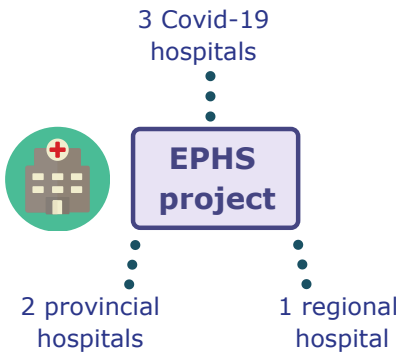 3 Covid-19
hospitals
EPHS
project
2 provincial
hospitals
1 regional
hospital